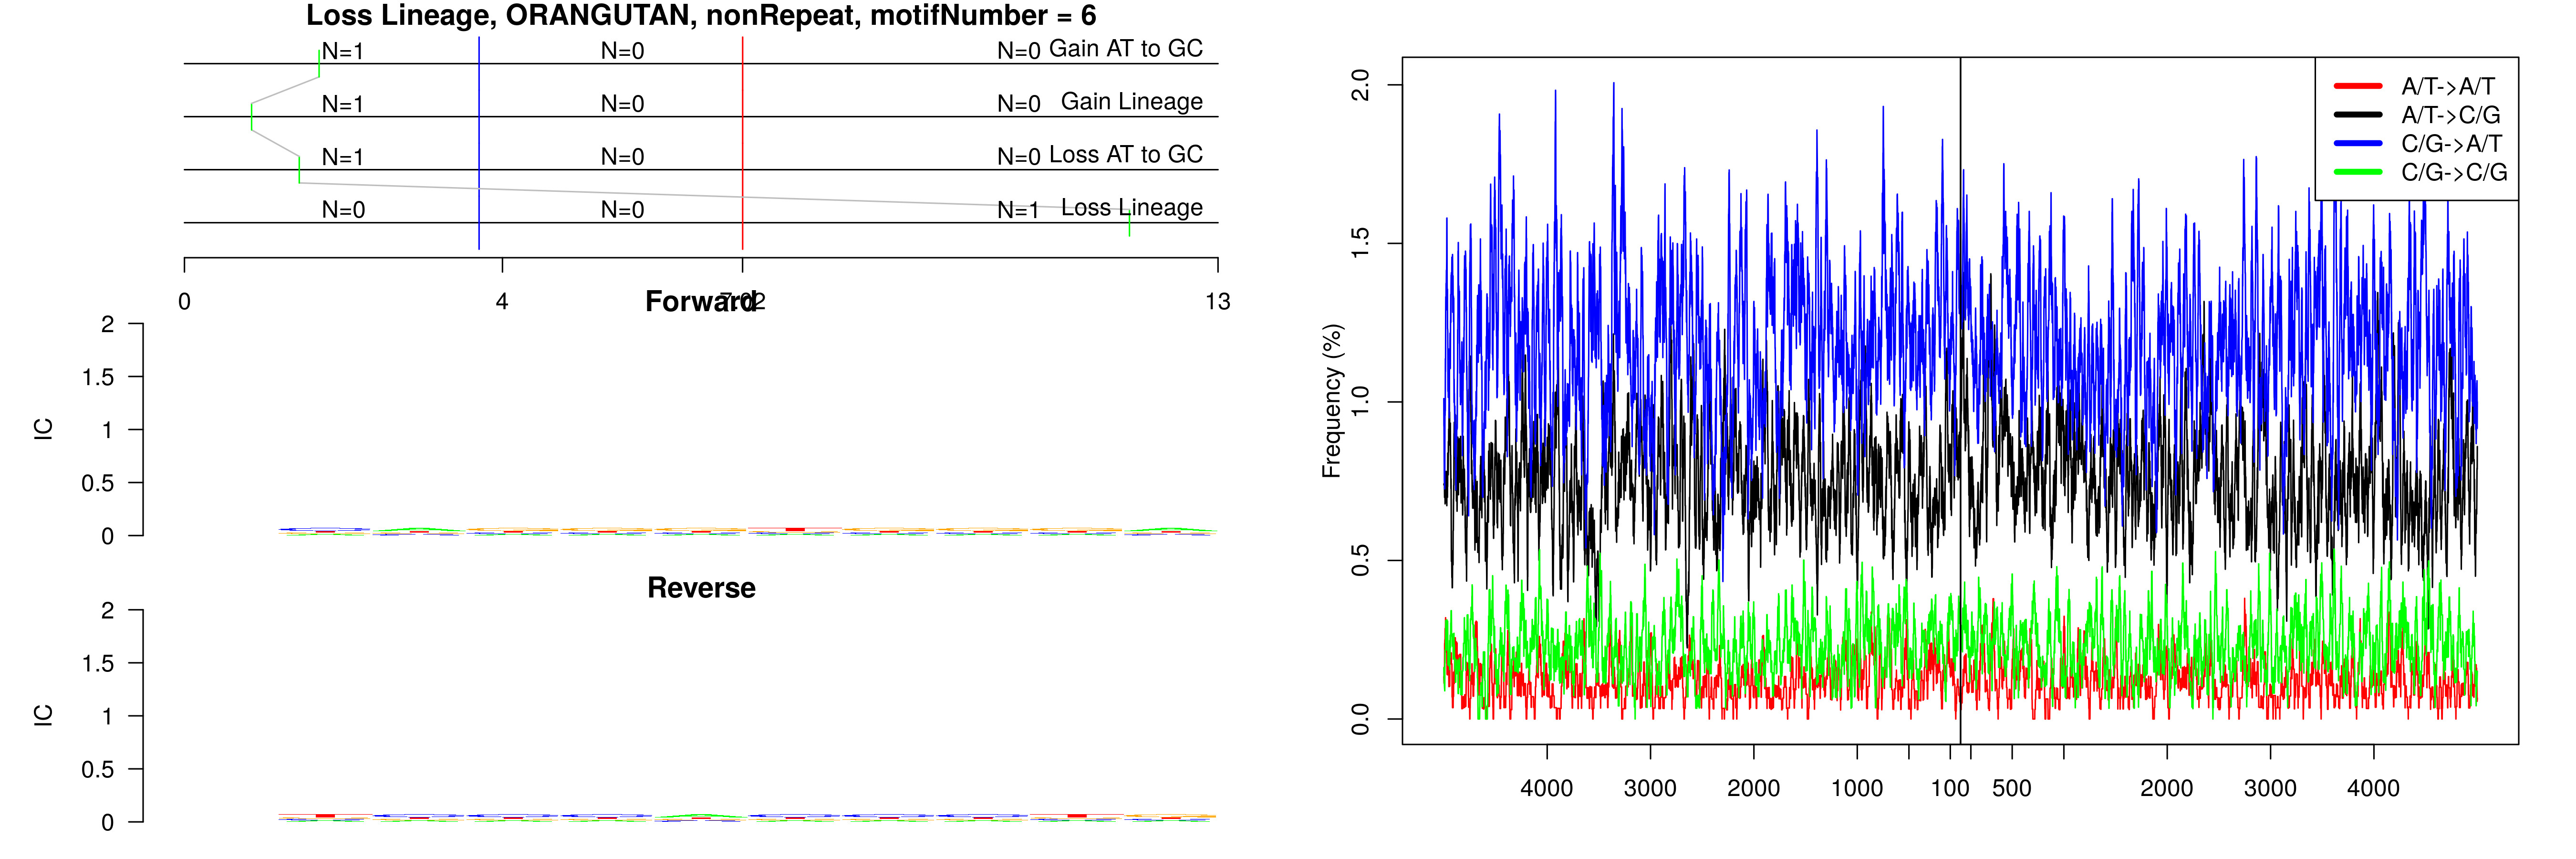 Loss Lineage, ORANGUTAN, nonRepeat, motifNumber = 6
N=1 N=0 N=0 Gain AT to GC
N=1 N=0 N=0 Gain Lineage
N=1 N=0 N=0 Loss AT to GC
N=0 N=0 N=1 Loss Lineage
0 4 7.02 13
Forward
2
1.5
1
0.5
0
IC
Reverse
2
1.5
1
0.5
0
IC
2.0
1.5
1.0
0.5
0.0
Frequency (%)
A/T->A/T
A/T->C/G
C/G->A/T
C/G->C/G
4000 3000 2000 1000 100 500 2000 3000 4000